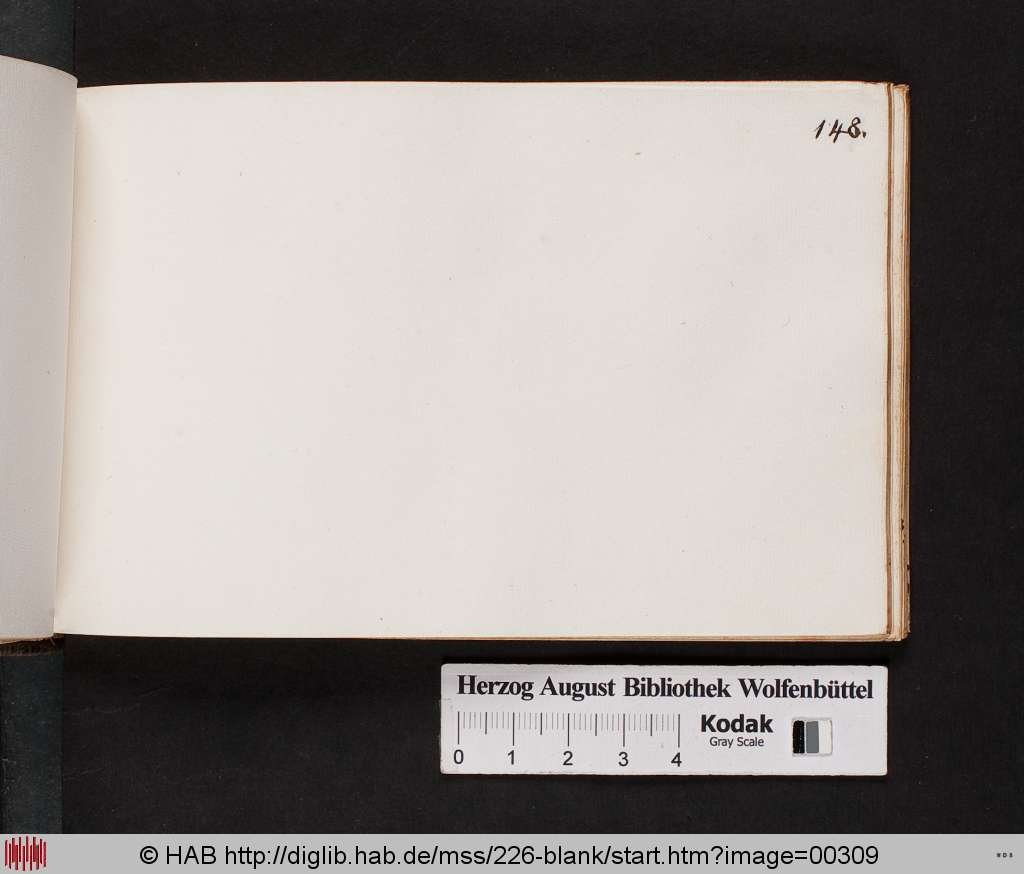 148.
Herzog August Bibliothek Wolfenbüttel
Kodak
Gray Scale
0 1 2 3 4
© HAB http://diglib.hab.de/mss/226-blank/start.htm?image=00309